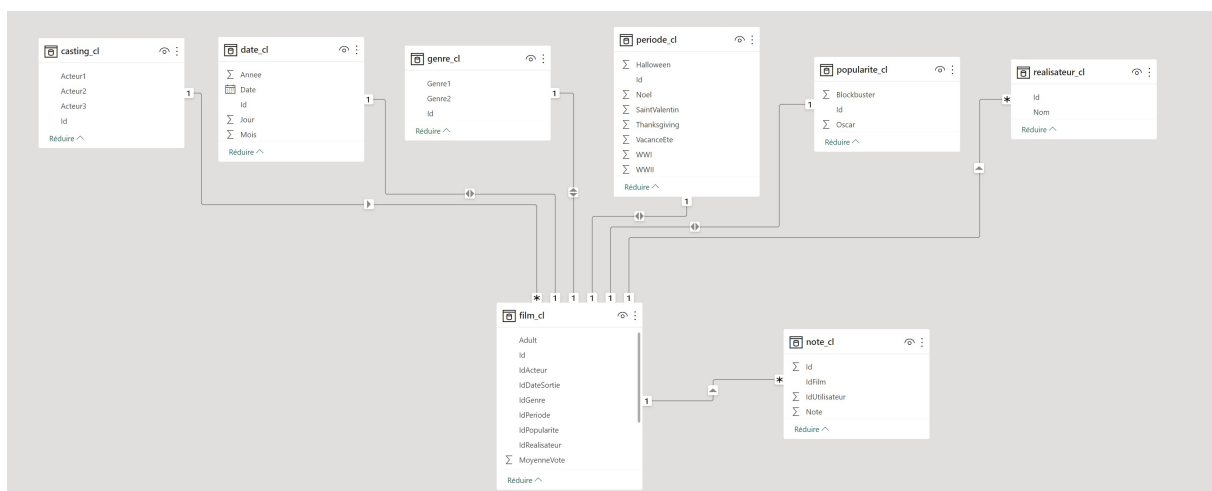 casting_cl
Acteur1
Acteur2
Acteur3
Id
Réduire
1
date_cl
Σ Annee
Date
Id
Σ Jour
Σ Mois
Réduire
1
genre_cl
Genre1
Genre2
Id
Réduire
1
periode_cl
Σ Halloween
Id
Σ Noel
Σ SaintValentin
Σ Thanksgiving
Σ VacanceEte
Σ WWI
Σ WWII
Réduire
1
popularite_cl
Σ Blockbuster
Id
Σ Oscar
Réduire
1
realisateur_cl
Id
Nom
Réduire
*
* 1 1 1 1 1
film_cl
Adult
Id
IdActeur
IdDateSortie
IdGenre
IdPeriode
IdPopularite
IdRealisateur
Σ MoyenneVote
Réduire
1
*
note_cl
Σ Id
IdFilm
Σ IdUtilisateur
Σ Note
Réduire